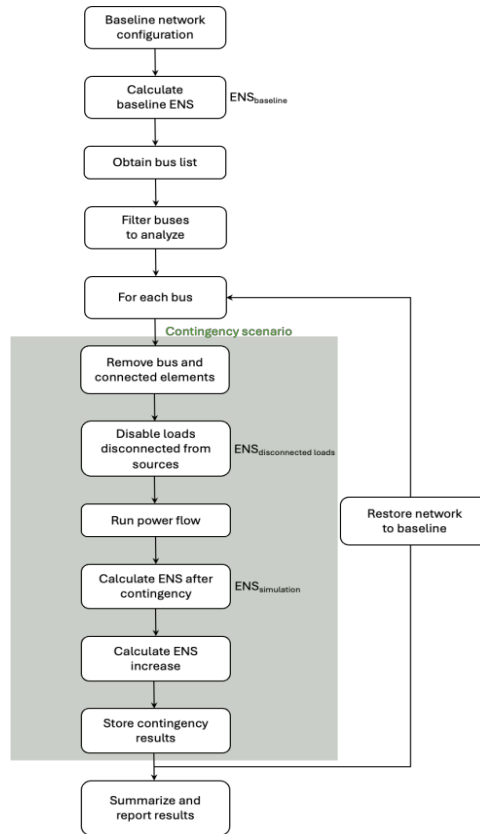 Baseline network
configuration
Calculate
baseline ENS
ENSbaseline
Obtain bus list
Filter buses
to analyze
For each bus
Contingency scenario
Remove bus and
connected elements
Disable loads
disconnected from
sources
ENSdisconnected loads
Run power flow
Restore network
to baseline
Calculate ENS after
contingency
ENSsimulation
Calculate ENS
increase
Store contingency
results
Summarize and
report results